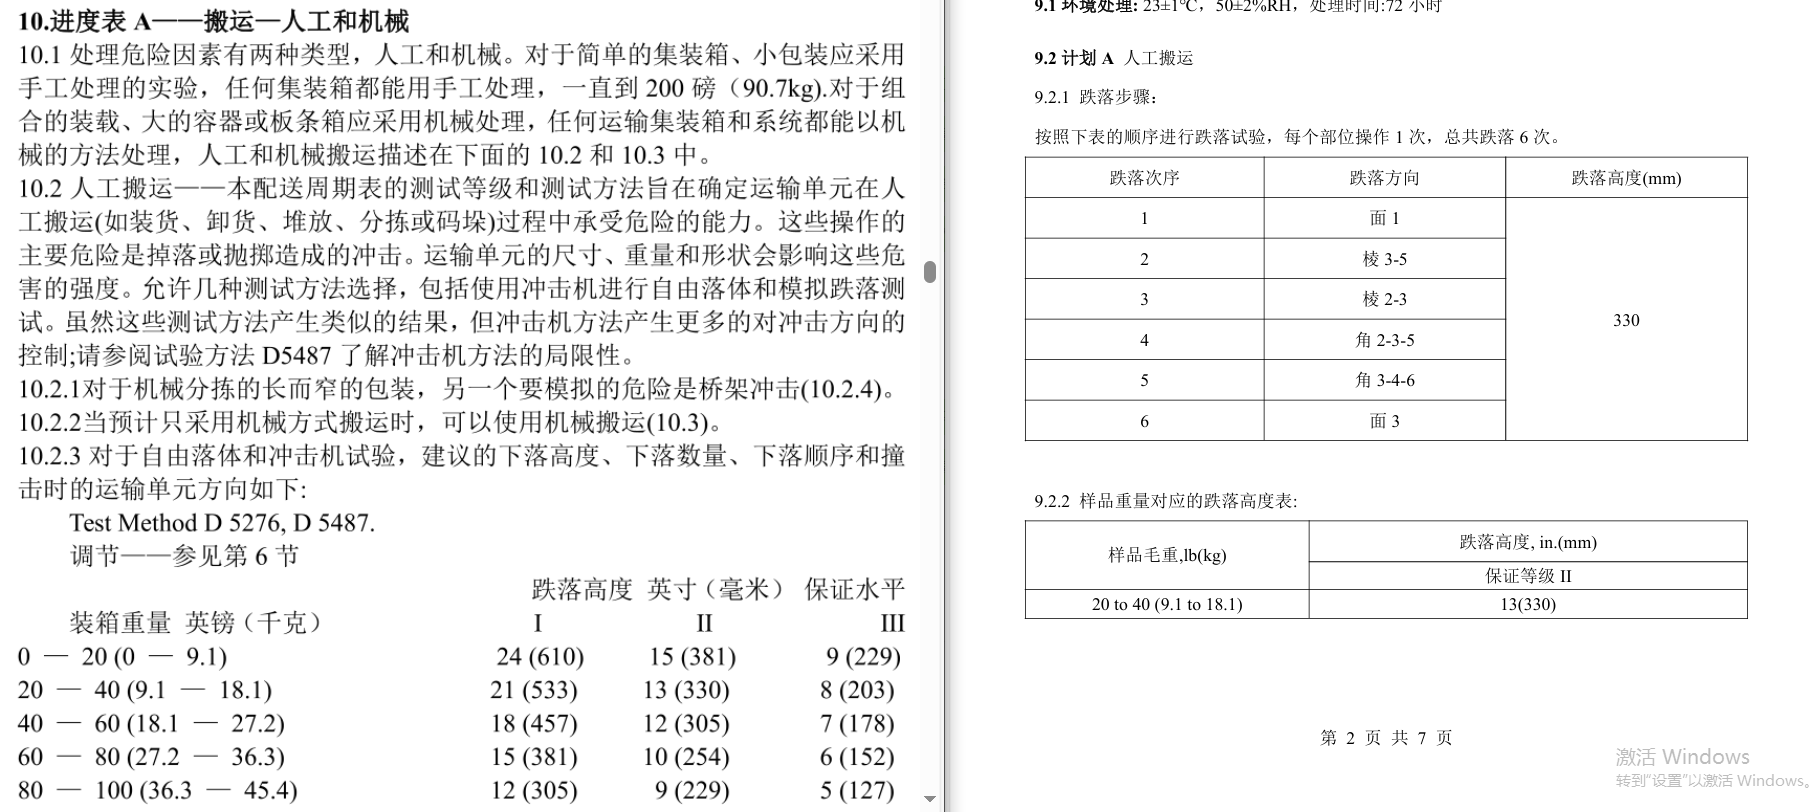 10.进度表 A——搬运—人工和机械
10.1 处理危险因素有两种类型，人工和机械。对于简单的集装箱、小包装应采用
手工处理的实验，任何集装箱都能用手工处理，一直到 200 磅（90.7kg).对于组
合的装载、大的容器或板条箱应采用机械处理，任何运输集装箱和系统都能以机
械的方法处理，人工和机械搬运描述在下面的 10.2 和 10.3 中。
10.2 人工搬运——本配送周期表的测试等级和测试方法旨在确定运输单元在人
工搬运(如装货、卸货、堆放、分拣或码垛)过程中承受危险的能力。这些操作的
主要危险是掉落或抛掷造成的冲击。运输单元的尺寸、重量和形状会影响这些危
害的强度。允许几种测试方法选择，包括使用冲击机进行自由落体和模拟跌落测
试。虽然这些测试方法产生类似的结果，但冲击机方法产生更多的对冲击方向的
控制;请参阅试验方法 D5487 了解冲击机方法的局限性。
10.2.1对于机械分拣的长而窄的包装，另一个要模拟的危险是桥架冲击(10.2.4)。
10.2.2当预计只采用机械方式搬运时，可以使用机械搬运(10.3)。
10.2.3 对于自由落体和冲击机试验，建议的下落高度、下落数量、下落顺序和撞
击时的运输单元方向如下:
Test Method D 5276, D 5487.
调节——参见第 6 节
跌落高度 英寸（毫米） 保证水平
装箱重量 英镑（千克） I II III
0 — 20 (0 — 9.1) 24 (610) 15 (381) 9 (229)
20 — 40 (9.1 — 18.1) 21 (533) 13 (330) 8 (203)
40 — 60 (18.1 — 27.2) 18 (457) 12 (305) 7 (178)
60 — 80 (27.2 — 36.3) 15 (381) 10 (254) 6 (152)
80 — 100 (36.3 — 45.4) 12 (305) 9 (229) 5 (127)
9.1 环境处理: 23±1℃，50±2%RH，处理时间:72 小时
9.2 计划 A 人工搬运
9.2.1 跌落步骤：
按照下表的顺序进行跌落试验，每个部位操作 1 次，总共跌落 6 次。
跌落次序 跌落方向 跌落高度(mm)
1 面 1
2 棱 3-5
3 棱 2-3
330
4 角 2-3-5
5 角 3-4-6
6 面 3
9.2.2 样品重量对应的跌落高度表:
样品毛重,lb(kg) 跌落高度, in.(mm)
保证等级 II
20 to 40 (9.1 to 18.1) 13(330)
第 2 页 共 7 页
激活 Windows
转到"设置"以激活 Windows。